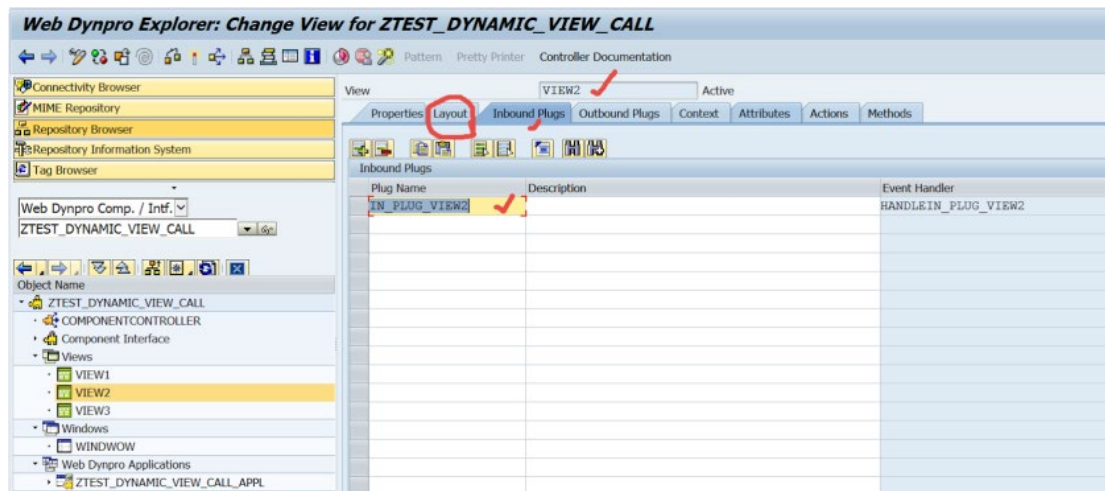 Web Dynpro Explorer: Change View for ZTEST_DYNAMIC_VIEW_CALL
Pattern Pretty Printer Controller Documentation
Connectivity Browser
MIME Repository
Repository Browser
Repository Information System
Tag Browser
Web Dynpro Comp. / Intf.
ZTEST_DYNAMIC_VIEW_CALL
Object Name
ZTEST_DYNAMIC_VIEW_CALL
COMPONENTCONTROLLER
Component Interface
Views
VIEW1
VIEW2
VIEW3
Windows
WINDWOW
Web Dynpro Applications
ZTEST_DYNAMIC_VIEW_CALL_APPL
View VIEW2 Active
Properties Layout Inbound Plugs Outbound Plugs Context Attributes Actions Methods
Inbound Plugs
Plug Name Description Event Handler
IN_PLUG_VIEW2 HANDLEIN_PLUG_VIEW2